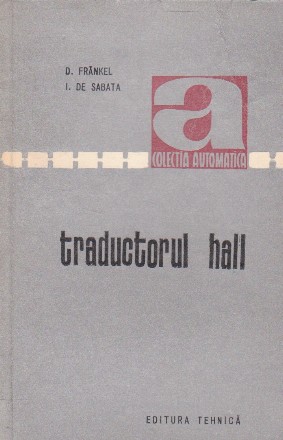 D. FRÄNKEL
I. DE SABATA
a
COLECȚIA AUTOMATICA
traductorul hall
EDITURA TEHNICĂ